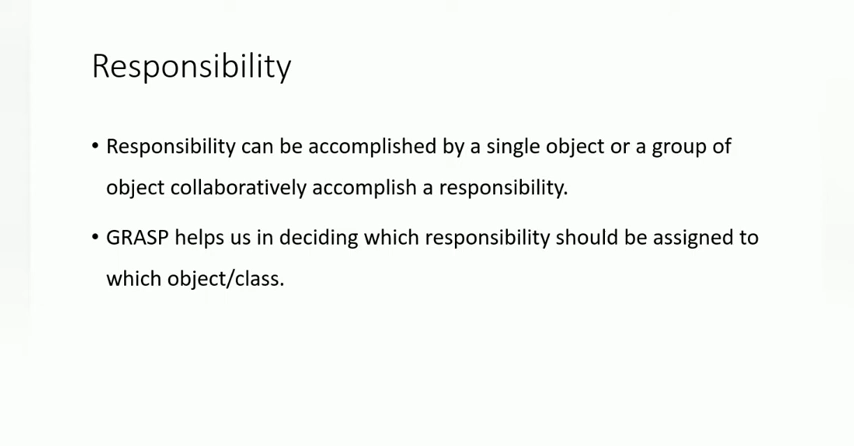 Responsibility
• Responsibility can be accomplished by a single object or a group of
object collaboratively accomplish a responsibility.
• GRASP helps us in deciding which responsibility should be assigned to
which object/class.